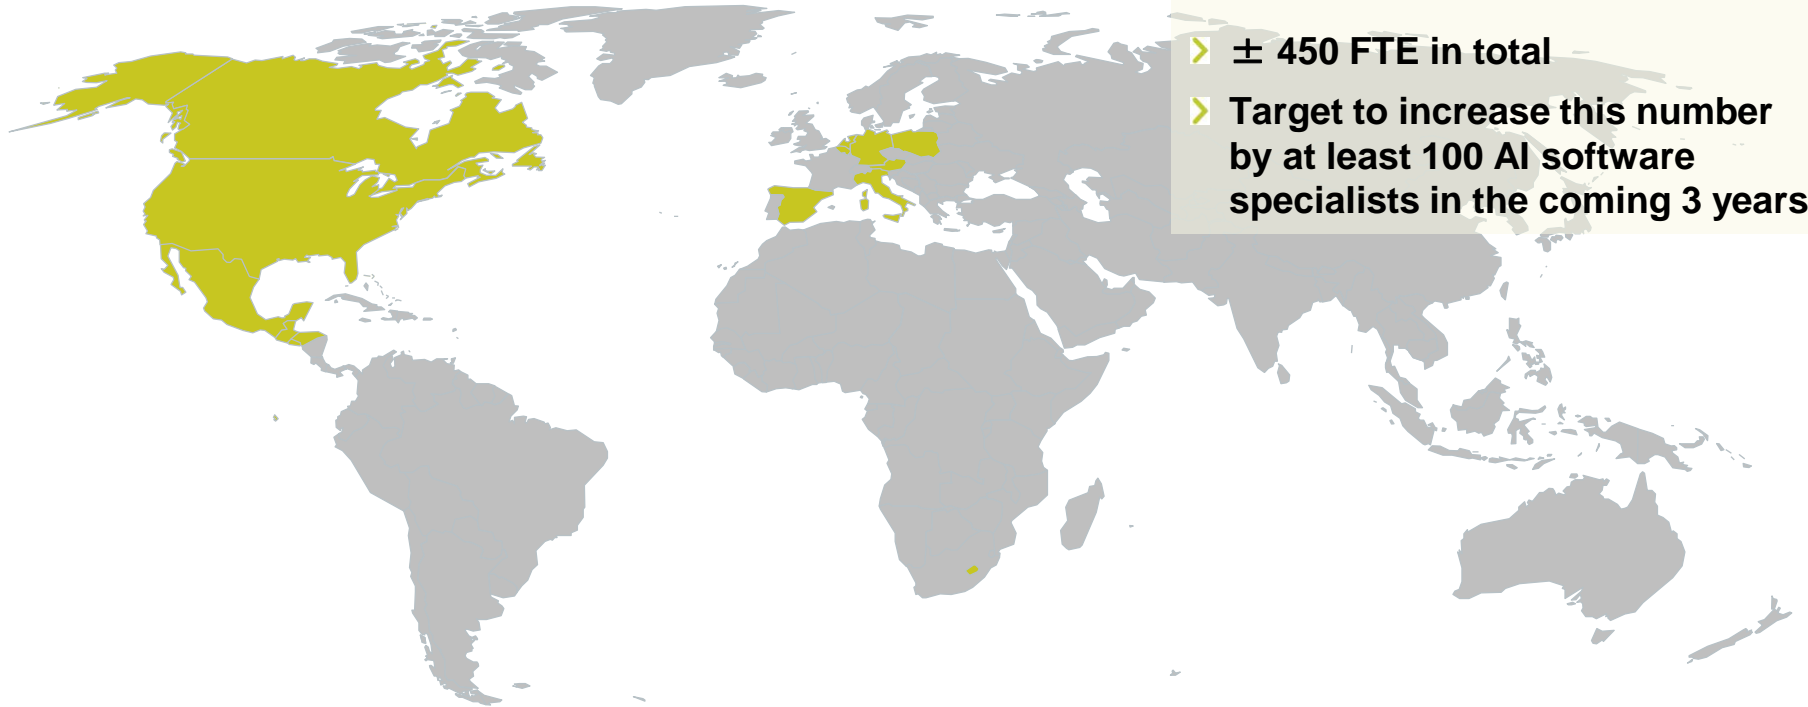 ± 450 FTE in total
Target to increase this number
by at least 100 AI software
specialists in the coming 3 years